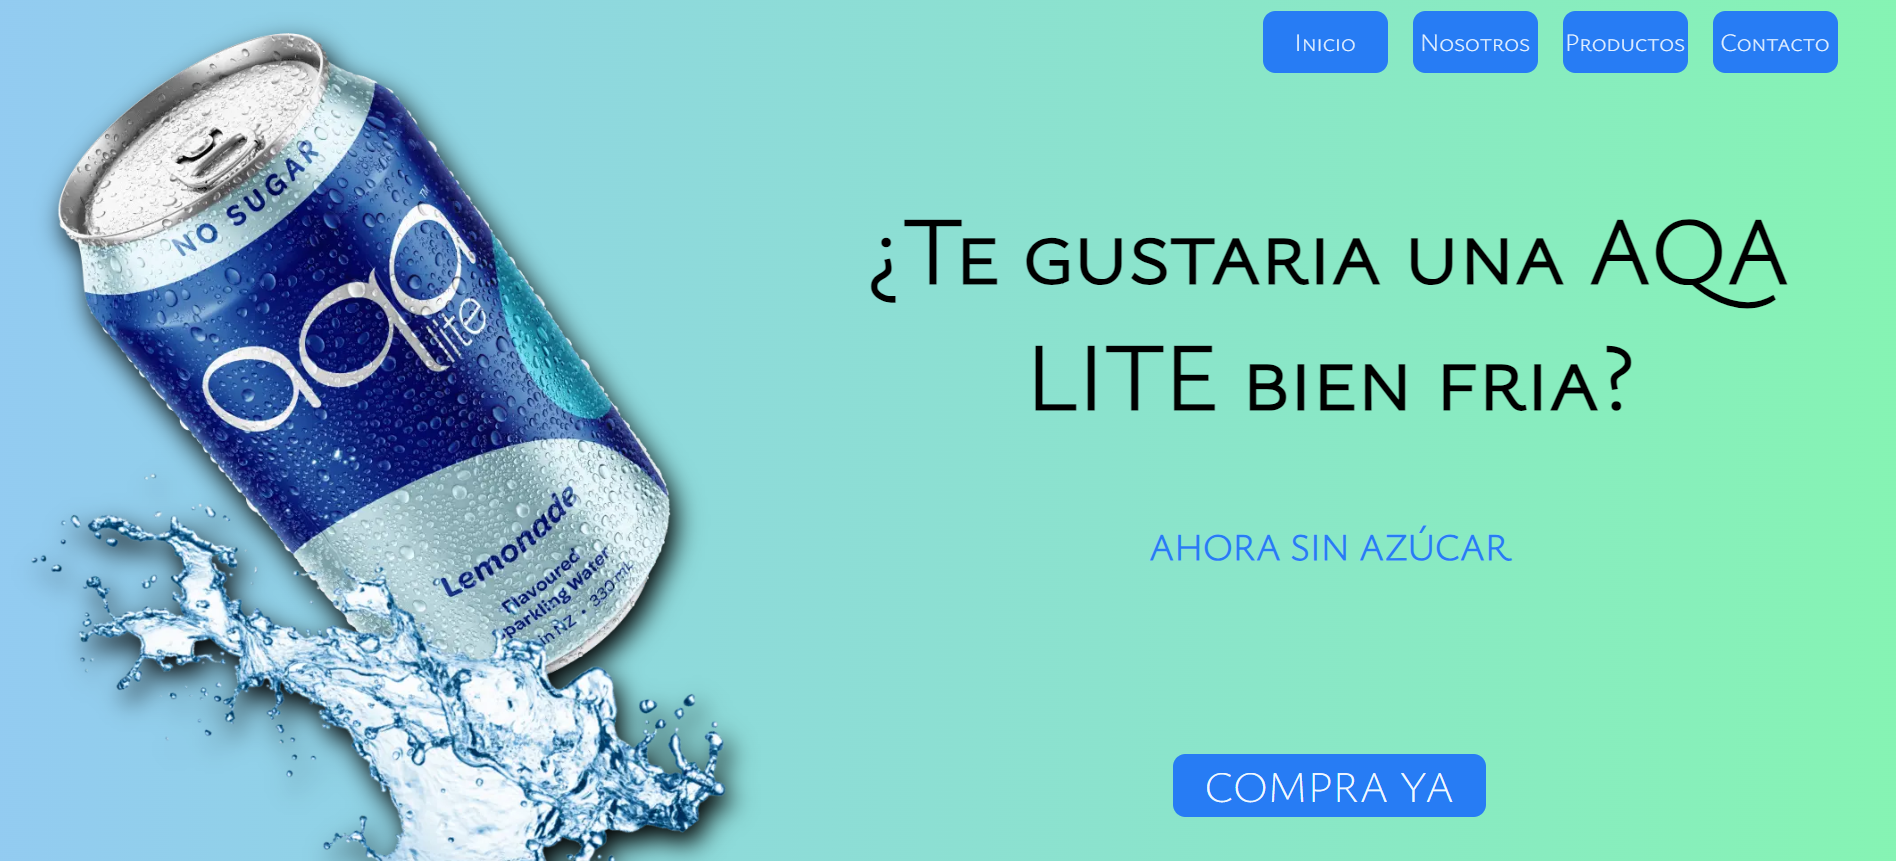 Inicio
Nosotros
Productos
Contacto
NO SUGAR
aqa
lite
TM
¿Te gustaria una AQA
LITE bien fria?
AHORA SIN AZÚCAR
Lemonade
Flavoured
Sparkling Water
in NZ • 330 mL
COMPRA YA